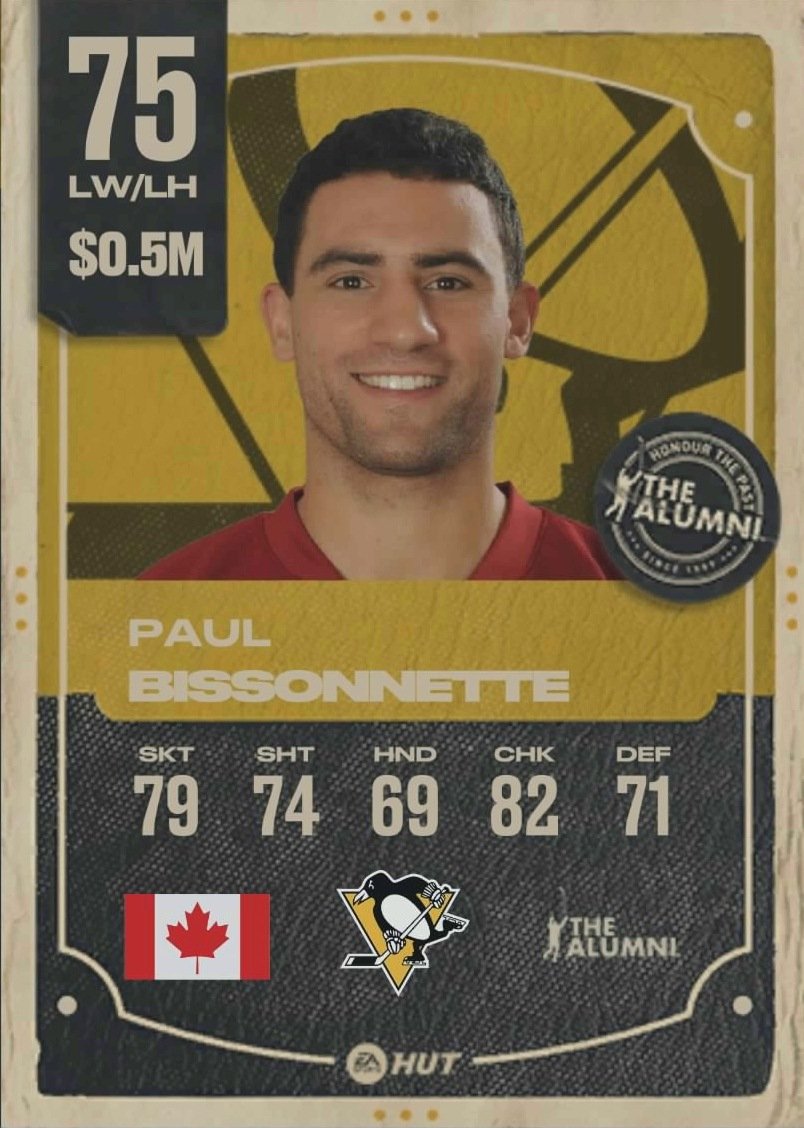 75
LW/LH
$0.5M
HONOUR THE PAST
THE
ALUMNI
PAUL
BISSONNETTE
SKT SHT HND CHK DEF
79 74 69 82 71
THE
ALUMNI
EA
HUT